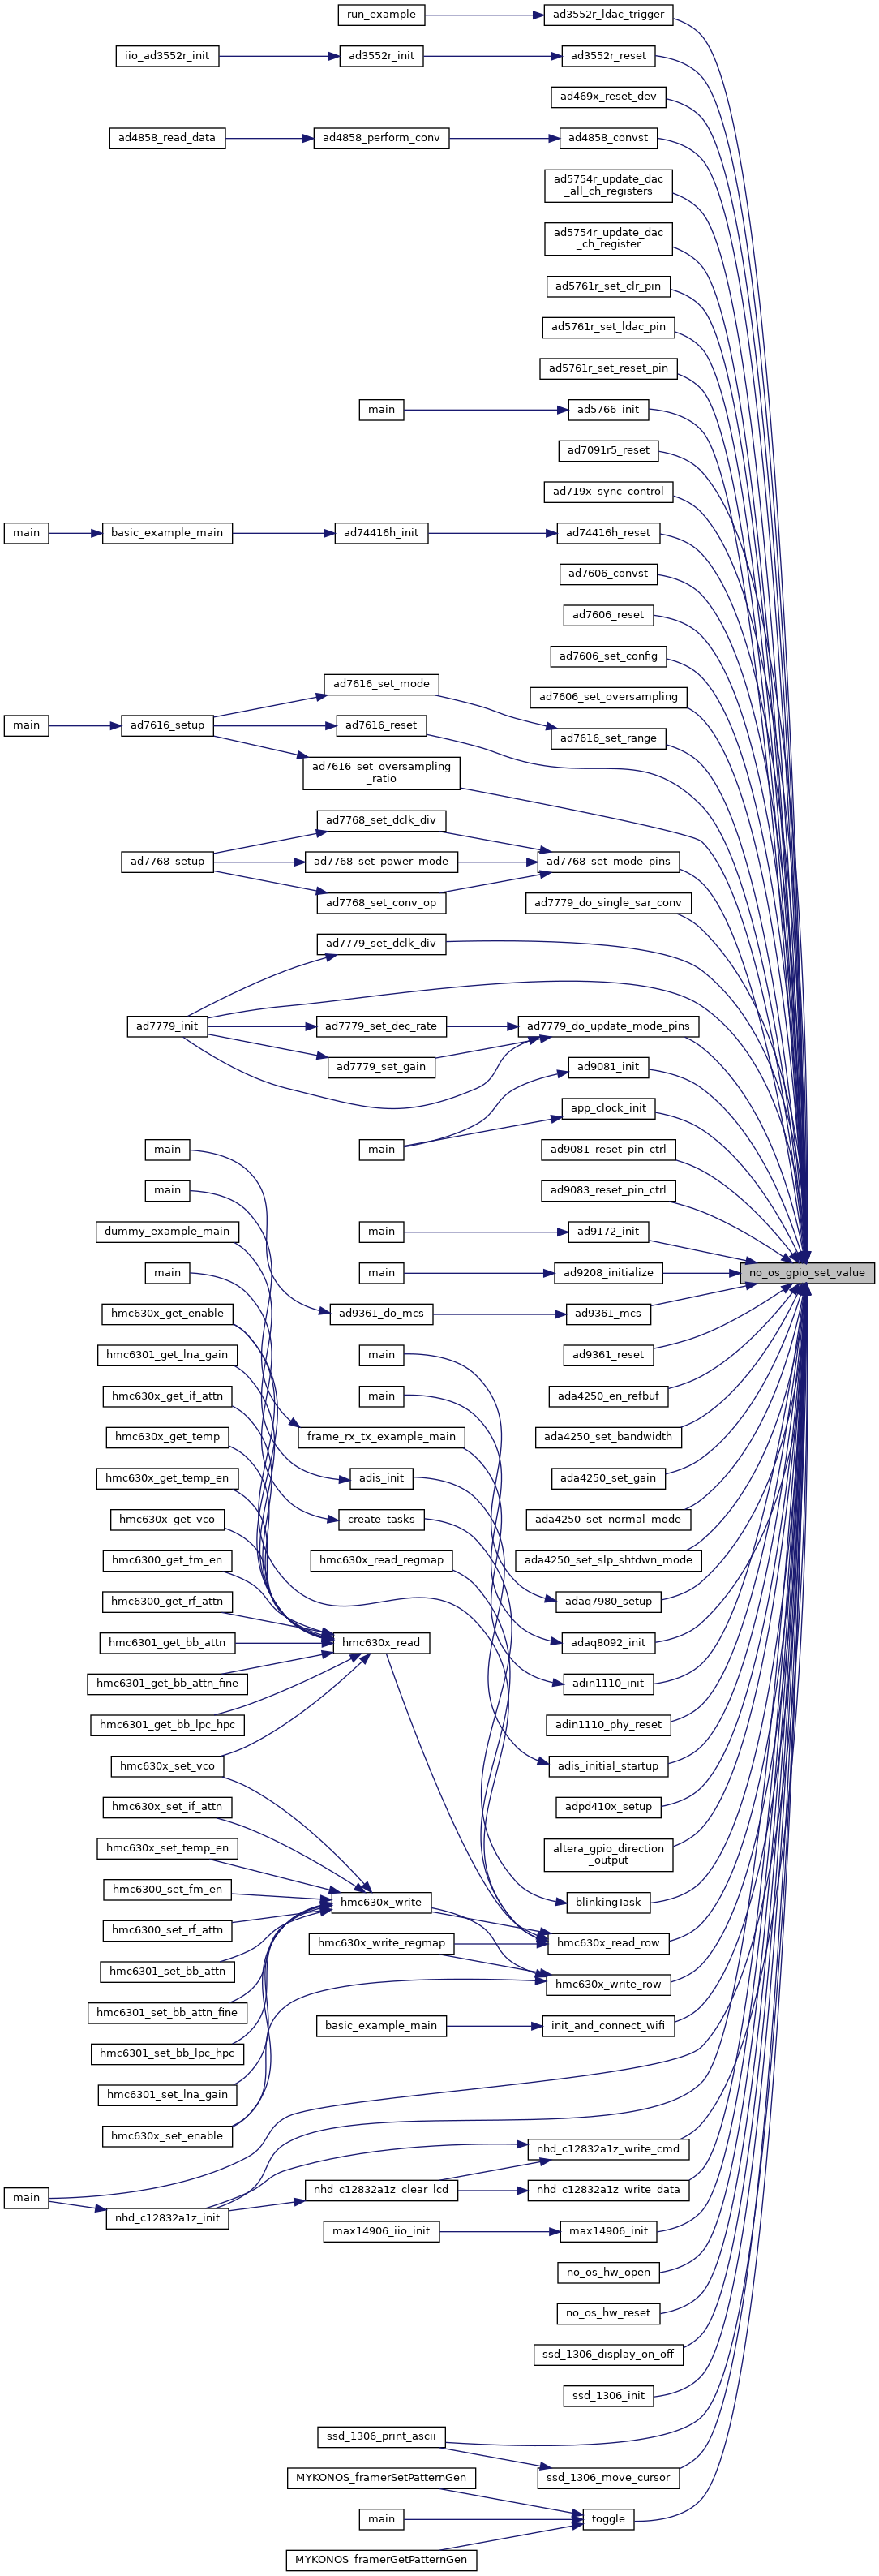 run_example
ad3552r_ldac_trigger
iio_ad3552r_init
ad3552r_init
ad3552r_reset
ad469x_reset_dev
ad4858_read_data
ad4858_perform_conv
ad4858_convst
ad5754r_update_dac
_all_ch_registers
ad5754r_update_dac
_ch_register
ad5761r_set_clr_pin
ad5761r_set_ldac_pin
ad5761r_set_reset_pin
main
ad5766_init
ad7091r5_reset
ad719x_sync_control
main
basic_example_main
ad74416h_init
ad74416h_reset
ad7606_convst
ad7606_reset
ad7606_set_config
ad7616_set_mode
ad7606_set_oversampling
main
ad7616_setup
ad7616_reset
ad7616_set_range
ad7616_set_oversampling
_ratio
ad7768_set_dclk_div
ad7768_setup
ad7768_set_power_mode
ad7768_set_mode_pins
ad7768_set_conv_op
ad7779_do_single_sar_conv
ad7779_set_dclk_div
ad7779_init
ad7779_set_dec_rate
ad7779_do_update_mode_pins
ad7779_set_gain
ad9081_init
app_clock_init
main
main
ad9081_reset_pin_ctrl
main
ad9083_reset_pin_ctrl
dummy_example_main
main
ad9172_init
main
main
ad9208_initialize
no_os_gpio_set_value
hmc630x_get_enable
ad9361_do_mcs
ad9361_mcs
hmc6301_get_lna_gain
main
ad9361_reset
hmc630x_get_if_attn
main
ada4250_en_refbuf
hmc630x_get_temp
frame_rx_tx_example_main
ada4250_set_bandwidth
hmc630x_get_temp_en
adis_init
ada4250_set_gain
hmc630x_get_vco
create_tasks
ada4250_set_normal_mode
hmc6300_get_fm_en
hmc630x_read_regmap
ada4250_set_slp_shtdwn_mode
hmc6300_get_rf_attn
adaq7980_setup
hmc6301_get_bb_attn
hmc630x_read
adaq8092_init
hmc6301_get_bb_attn_fine
adin1110_init
hmc6301_get_bb_lpc_hpc
adin1110_phy_reset
hmc630x_set_vco
adis_initial_startup
hmc630x_set_if_attn
adpd410x_setup
hmc630x_set_temp_en
altera_gpio_direction
_output
hmc6300_set_fm_en
hmc630x_write
blinkingTask
hmc6300_set_rf_attn
hmc630x_write_regmap
hmc630x_read_row
hmc6301_set_bb_attn
hmc630x_write_row
hmc6301_set_bb_attn_fine
basic_example_main
init_and_connect_wifi
hmc6301_set_bb_lpc_hpc
hmc6301_set_lna_gain
hmc630x_set_enable
nhd_c12832a1z_write_cmd
main
nhd_c12832a1z_clear_lcd
nhd_c12832a1z_write_data
nhd_c12832a1z_init
max14906_iio_init
max14906_init
no_os_hw_open
no_os_hw_reset
ssd_1306_display_on_off
ssd_1306_init
ssd_1306_print_ascii
MYKONOS_framerSetPatternGen
ssd_1306_move_cursor
main
toggle
MYKONOS_framerGetPatternGen